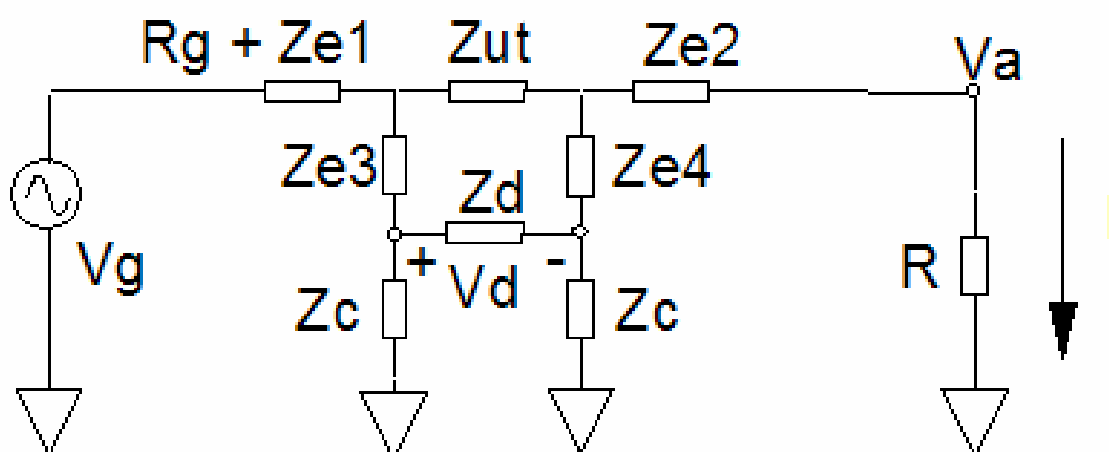 Rg + Ze1
Zut
Ze2
Va
Ze3
Zd
Ze4
Vg
+ Vd -
R
Zc
Zc